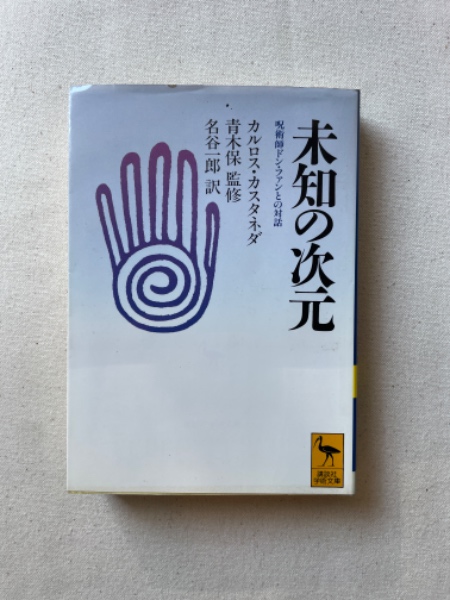 未知の次元
呪術師ドン・ファンとの対話
カルロス・カスタネダ
青木保 監修
名谷一郎 訳
講談社
学術文庫